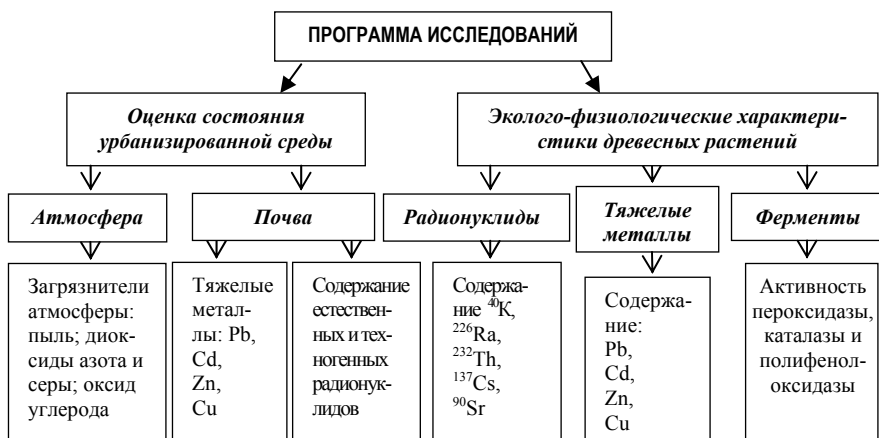 ПРОГРАММА ИССЛЕДОВАНИЙ
Оценка состояния
урбанизированной среды
Эколого-физиологические характери-
стики древесных растений
Атмосфера
Почва
Радионуклиды
Тяжелые
металлы
Ферменты
Загрязнители
атмосферы:
пыль; диок-
сиды азота и
серы; оксид
углерода
Тяжелые
метал-
лы: Pb,
Cd,
Zn,
Cu
Содержание
естествен-
ных и тех-
ногенных
радионук-
лидов
Содержа-
ние ⁴⁰К,
²²⁶Ra,
²³²Th,
¹³⁷Cs,
⁹⁰Sr
Содержа-
ние:
Pb,
Cd,
Zn,
Cu
Активность
пероксидазы,
каталазы и
полифенол-
оксидазы